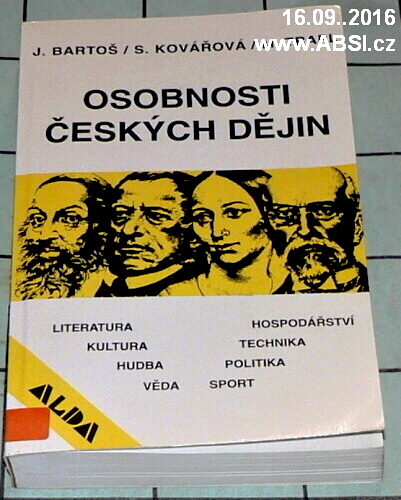 16.09..2016
www.ABSI.cz
J. BARTOŠ / S. KOVÁŘOVÁ /
OSOBNOSTI
ČESKÝCH DĚJIN
LITERATURA HOSPODÁŘSTVÍ
KULTURA TECHNIKA
HUDBA POLITIKA
VĚDA SPORT
ALDA